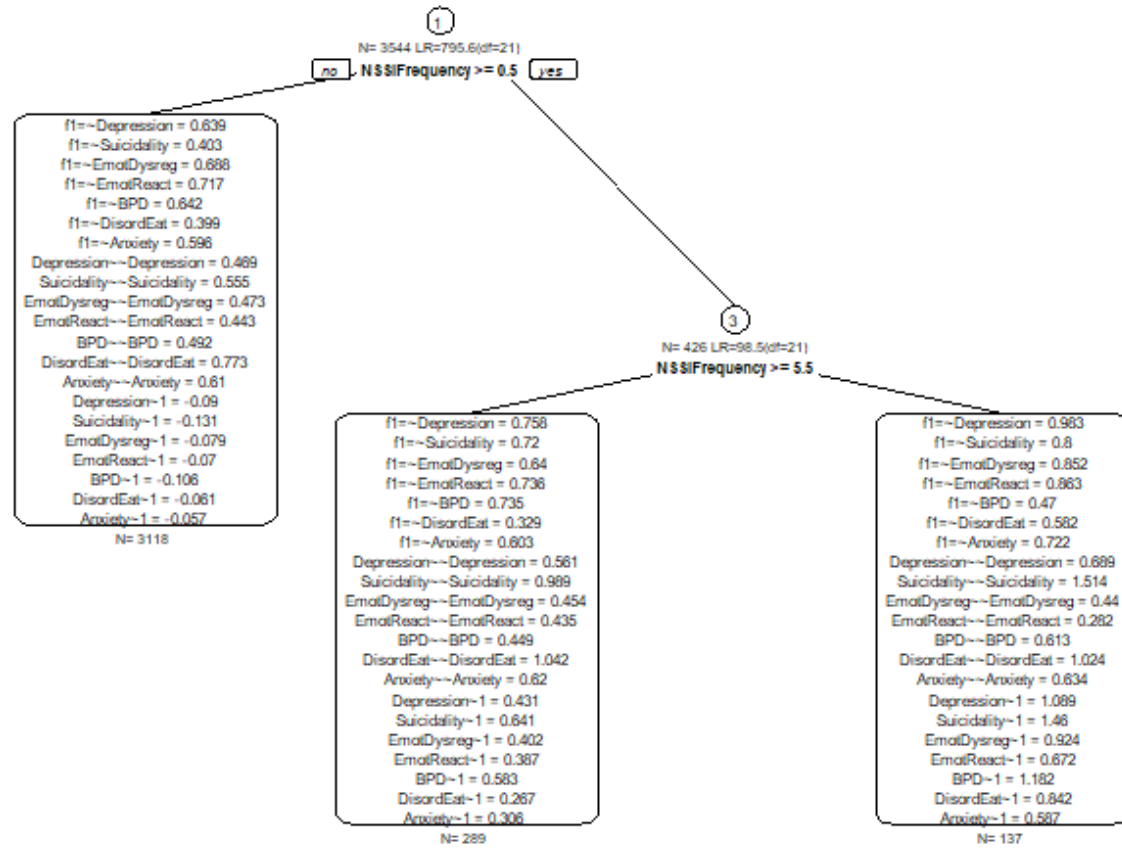 1
N= 3544 LR=795.6(df=21)
no NSSIFrequency >= 0.5 yes
f1=~Depression = 0.639
f1=~Suicidality = 0.403
f1=~EmotDysreg = 0.688
f1=~EmotReact = 0.717
f1=~BPD = 0.642
f1=~DisordEat = 0.399
f1=~Anxiety = 0.596
Depression~~Depression = 0.469
Suicidality~~Suicidality = 0.555
EmotDysreg~~EmotDysreg = 0.473
EmotReact~~EmotReact = 0.443
BPD~~BPD = 0.492
DisordEat~~DisordEat = 0.773
Anxiety~~Anxiety = 0.61
Depression~1 = -0.09
Suicidality~1 = -0.131
EmotDysreg~1 = -0.079
EmotReact~1 = -0.07
BPD~1 = -0.106
DisordEat~1 = -0.061
Anxiety~1 = -0.057
N= 3118
3
N= 426 LR=98.5(df=21)
NSSIFrequency >= 5.5
f1=~Depression = 0.758
f1=~Suicidality = 0.72
f1=~EmotDysreg = 0.64
f1=~EmotReact = 0.736
f1=~BPD = 0.735
f1=~DisordEat = 0.329
f1=~Anxiety = 0.603
Depression~~Depression = 0.561
Suicidality~~Suicidality = 0.989
EmotDysreg~~EmotDysreg = 0.454
EmotReact~~EmotReact = 0.435
BPD~~BPD = 0.449
DisordEat~~DisordEat = 1.042
Anxiety~~Anxiety = 0.62
Depression~1 = 0.431
Suicidality~1 = 0.641
EmotDysreg~1 = 0.402
EmotReact~1 = 0.387
BPD~1 = 0.583
DisordEat~1 = 0.267
Anxiety~1 = 0.306
N= 289
f1=~Depression = 0.983
f1=~Suicidality = 0.8
f1=~EmotDysreg = 0.852
f1=~EmotReact = 0.863
f1=~BPD = 0.47
f1=~DisordEat = 0.582
f1=~Anxiety = 0.722
Depression~~Depression = 0.689
Suicidality~~Suicidality = 1.514
EmotDysreg~~EmotDysreg = 0.44
EmotReact~~EmotReact = 0.282
BPD~~BPD = 0.613
DisordEat~~DisordEat = 1.024
Anxiety~~Anxiety = 0.634
Depression~1 = 1.089
Suicidality~1 = 1.46
EmotDysreg~1 = 0.924
EmotReact~1 = 0.672
BPD~1 = 1.182
DisordEat~1 = 0.842
Anxiety~1 = 0.587
N= 137